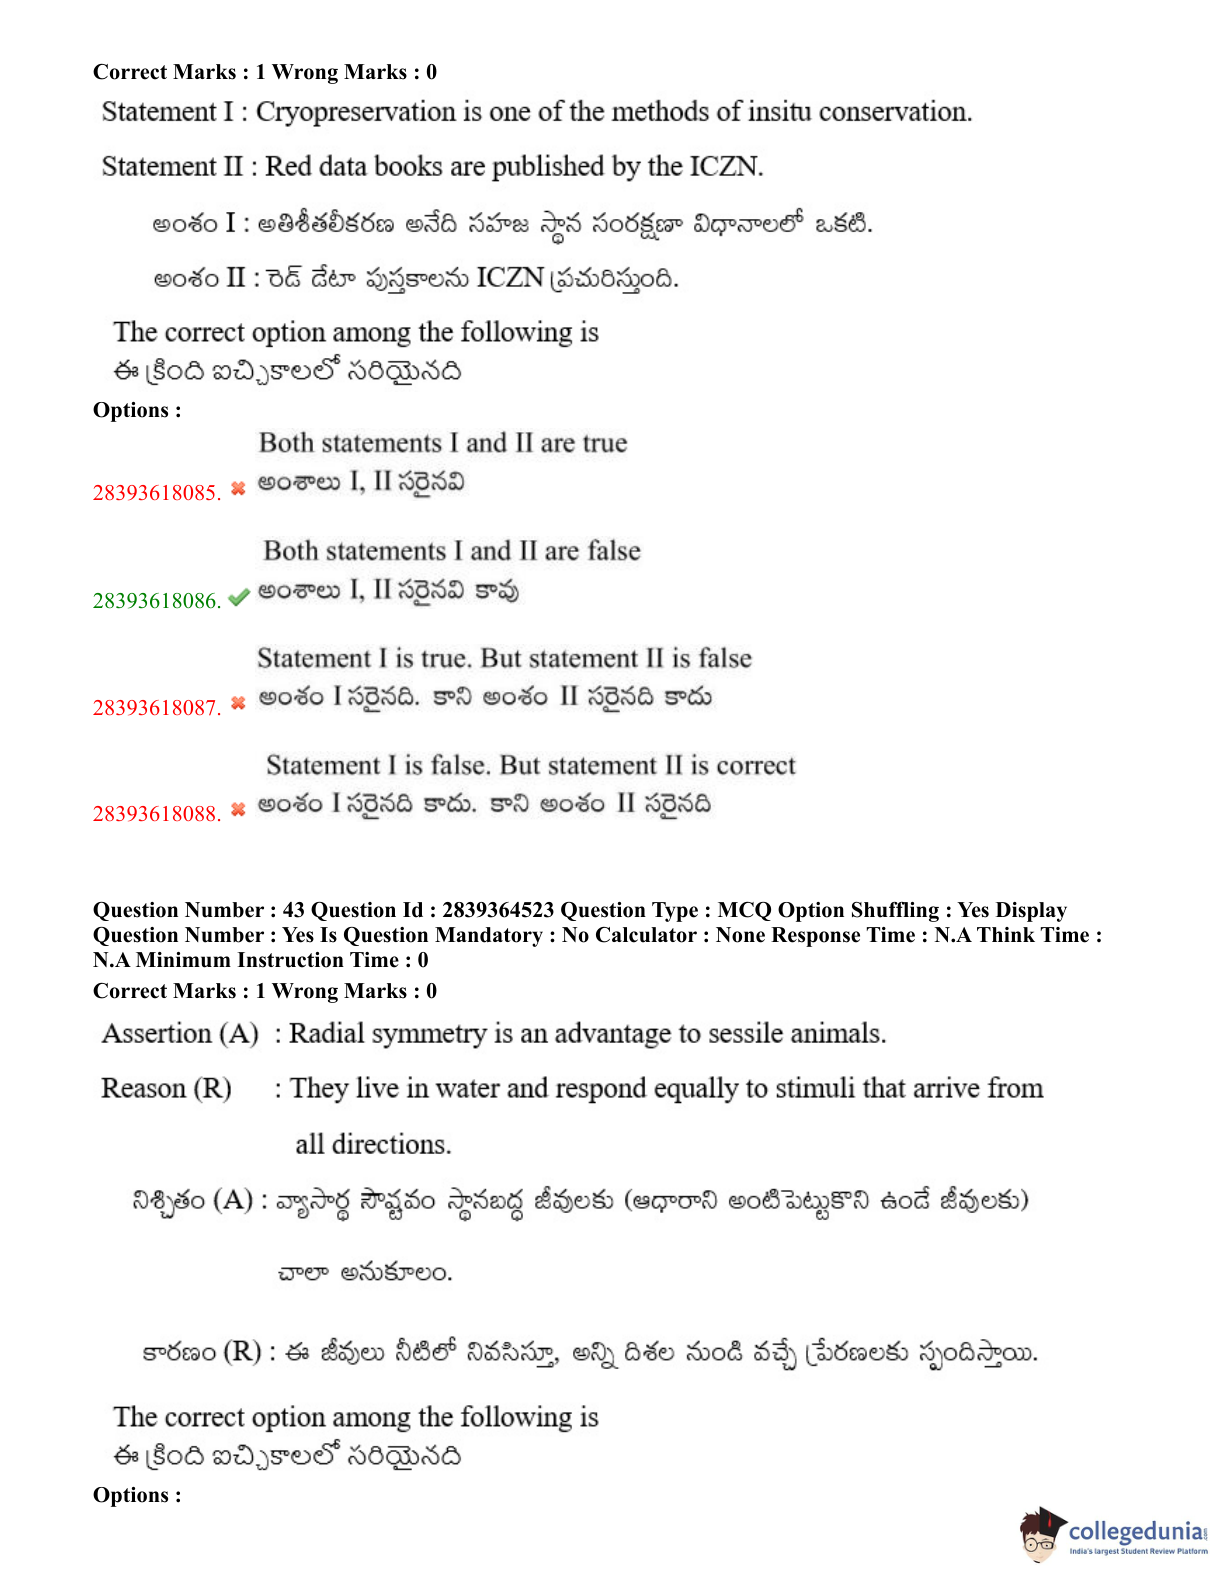 Correct Marks : 1 Wrong Marks : 0
Statement I : Cryopreservation is one of the methods of insitu conservation.
Statement II : Red data books are published by the ICZN.
అంశం I : అతిశీతలీకరణ అనేది సహజ స్థాన సంరక్షణా విధానాలలో ఒకటి.
అంశం II : రెడ్ డేటా పుస్తకాలను ICZN ప్రచురిస్తుంది.
The correct option among the following is
ఈ క్రింది ఐచ్చికాలలో సరియైనది
Options :
Both statements I and II are true
28393618085. అంశాలు I, II సరైనవి
Both statements I and II are false
28393618086. అంశాలు I, II సరైనవి కావు
Statement I is true. But statement II is false
28393618087. అంశం I సరైనది. కాని అంశం II సరైనది కాదు
Statement I is false. But statement II is correct
28393618088. అంశం I సరైనది కాదు. కాని అంశం II సరైనది
Question Number : 43 Question Id : 2839364523 Question Type : MCQ Option Shuffling : Yes Display
Question Number : Yes Is Question Mandatory : No Calculator : None Response Time : N.A Think Time :
N.A Minimum Instruction Time : 0
Correct Marks : 1 Wrong Marks : 0
Assertion (A) : Radial symmetry is an advantage to sessile animals.
Reason (R) : They live in water and respond equally to stimuli that arrive from
all directions.
నిశ్చితం (A) : వ్యాసార్థ సౌష్టవం స్థానబద్ధ జీవులకు (ఆధారాని అంటిపెట్టుకొని ఉండే జీవులకు)
చాలా అనుకూలం.
కారణం (R) : ఈ జీవులు నీటిలో నివసిస్తూ, అన్ని దిశల నుండి వచ్చే ప్రేరణలకు స్పందిస్తాయి.
The correct option among the following is
ఈ క్రింది ఐచ్చికాలలో సరియైనది
Options :
collegedunia.com
India's largest Student Review Platform